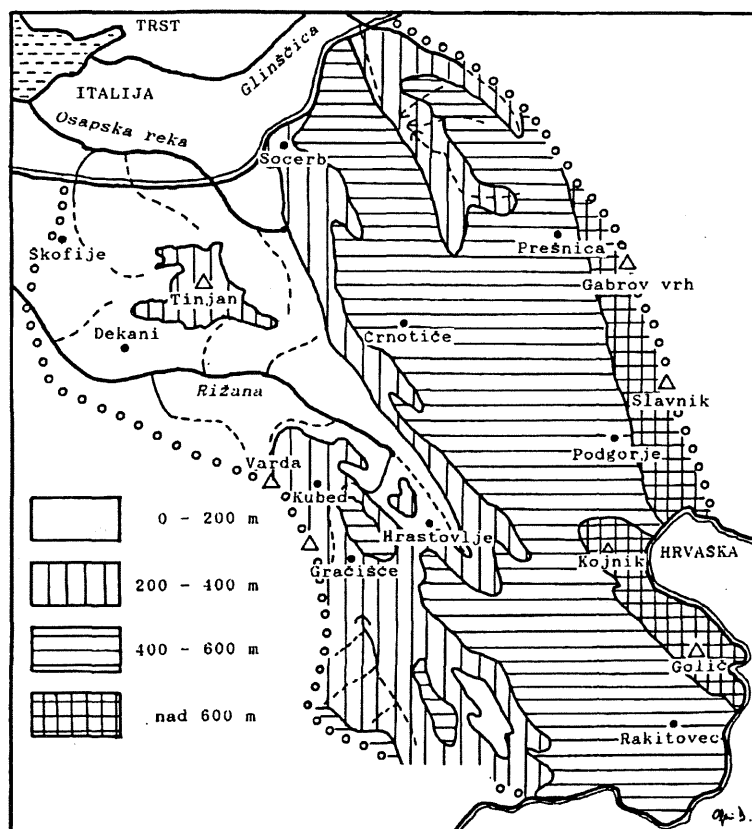 TRST
Glinščica
ITALIJA
Osapska reka
Socerb
Škofije
Prešnica
Gabrov vrh
Tinjan
Črnotiče
Dekani
Rižana
Slavnik
Podgorje
Varda
Kubed
0 - 200 m
Hrastovlje
HRVAŠKA
Kojnik
Gračišče
200 - 400 m
400 - 600 m
Golič
nad 600 m
Rakitovec